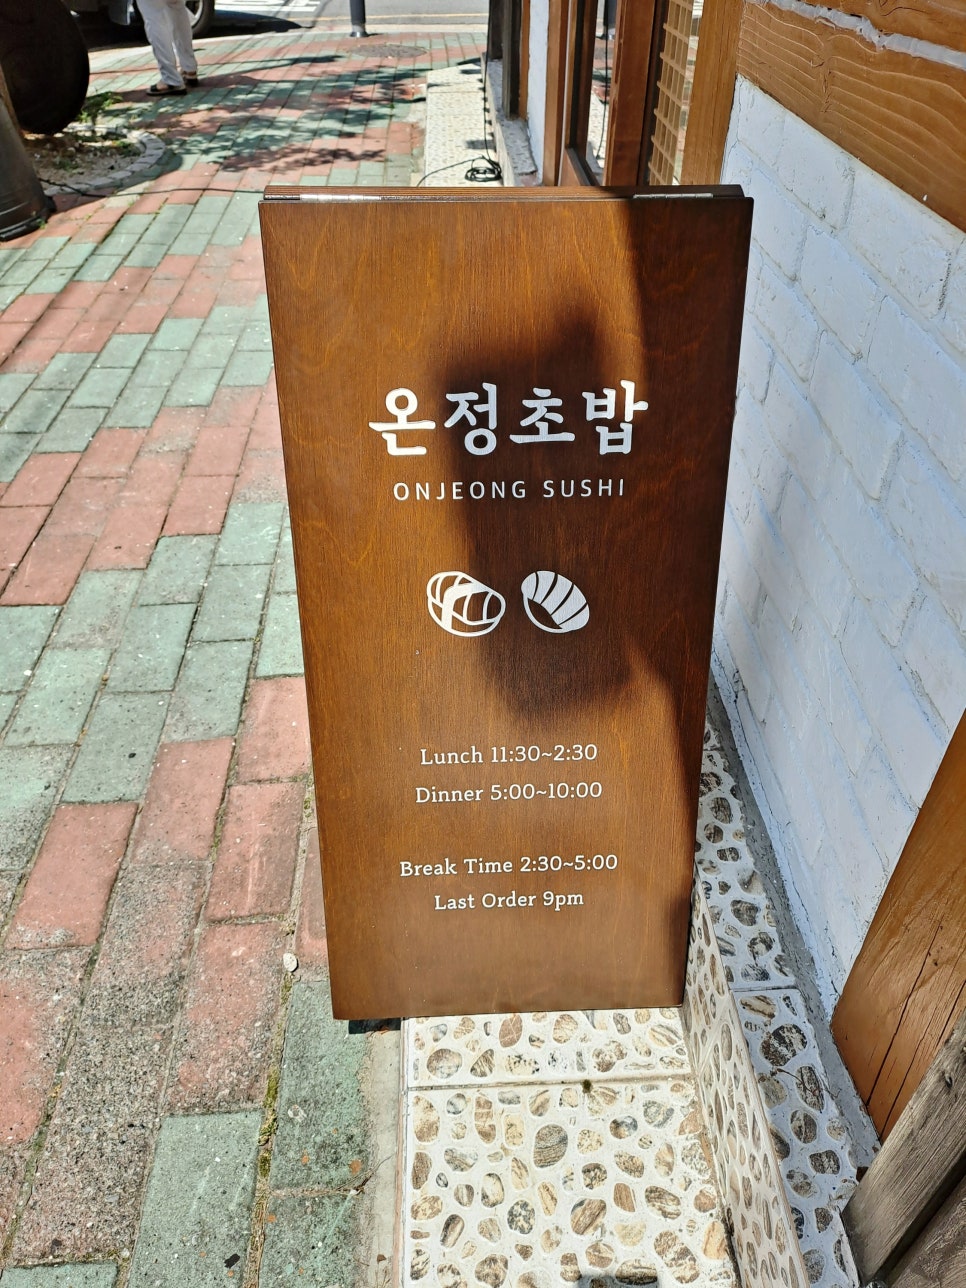 온정초밥
ONJEONG SUSHI
Lunch 11:30~2:30
Dinner 5:00~10:00
Break Time 2:30~5:00
Last Order 9pm